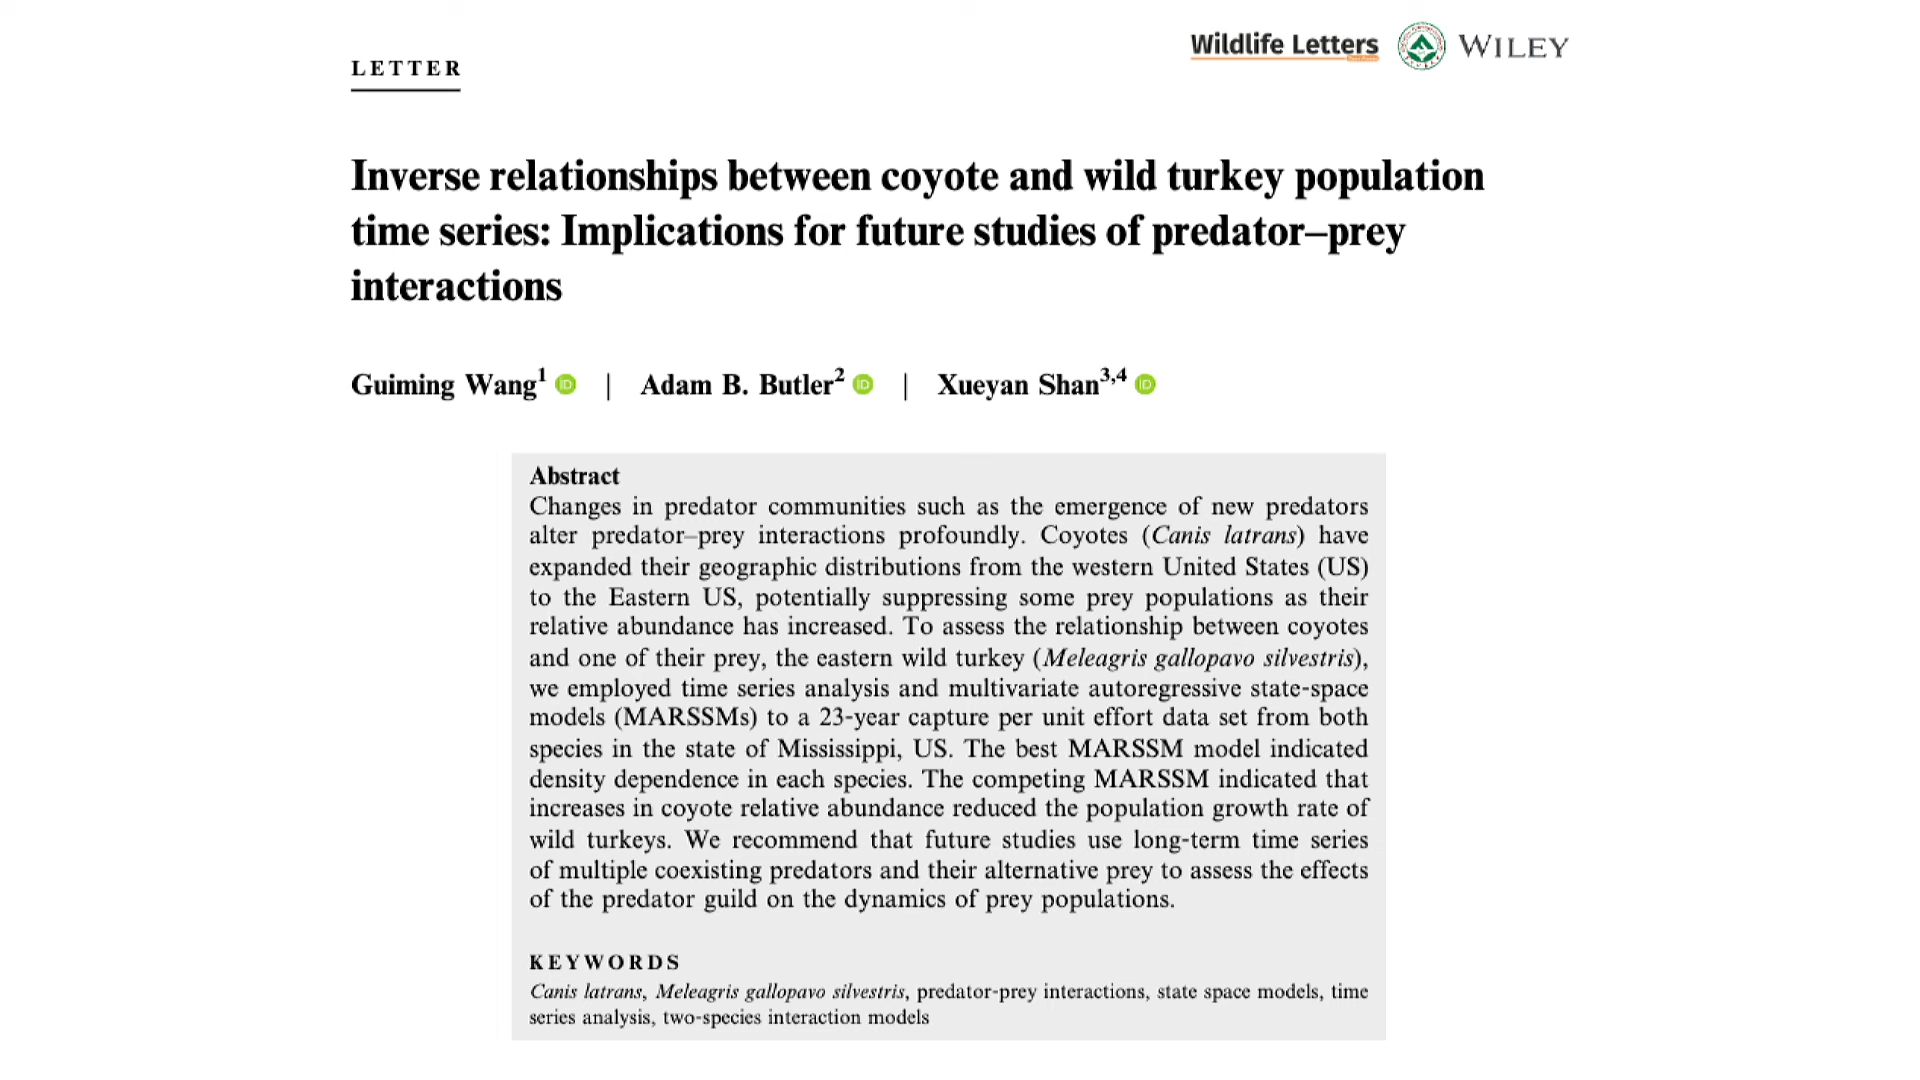 Wildlife Letters WILEY
LETTER
Inverse relationships between coyote and wild turkey population
time series: Implications for future studies of predator–prey
interactions
Guiming Wang1 iD | Adam B. Butler2 iD | Xueyan Shan3,4 iD
Abstract
Changes in predator communities such as the emergence of new predators
alter predator–prey interactions profoundly. Coyotes (Canis latrans) have
expanded their geographic distributions from the western United States (US)
to the Eastern US, potentially suppressing some prey populations as their
relative abundance has increased. To assess the relationship between coyotes
and one of their prey, the eastern wild turkey (Meleagris gallopavo silvestris),
we employed time series analysis and multivariate autoregressive state-space
models (MARSSMs) to a 23-year capture per unit effort data set from both
species in the state of Mississippi, US. The best MARSSM model indicated
density dependence in each species. The competing MARSSM indicated that
increases in coyote relative abundance reduced the population growth rate of
wild turkeys. We recommend that future studies use long-term time series
of multiple coexisting predators and their alternative prey to assess the effects
of the predator guild on the dynamics of prey populations.
KEYWORDS
Canis latrans, Meleagris gallopavo silvestris, predator-prey interactions, state space models, time
series analysis, two-species interaction models